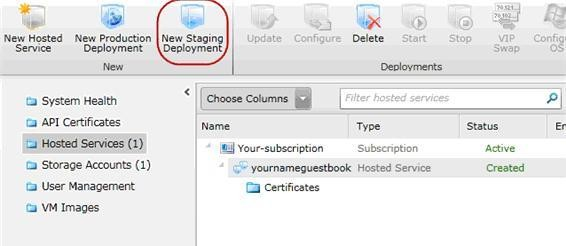 New Hosted Service
New Production Deployment
New Staging Deployment
Update
Configure
Delete
Start
Stop
VIP Swap
Configu
OS
New
Deployments
System Health
API Certificates
Hosted Services (1)
Storage Accounts (1)
User Management
VM Images
Choose Columns
Filter hosted services
Name Type Status En
Your-subscription Subscription Active
yournameguestbook Hosted Service Created
Certificates